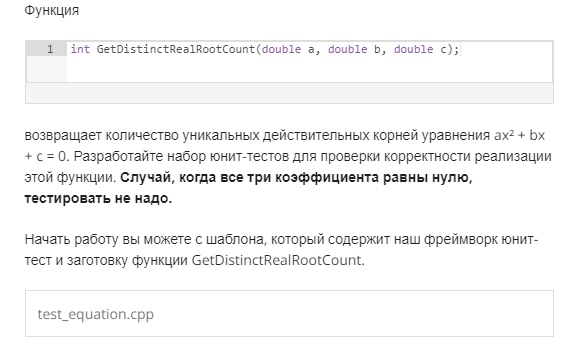 Функция
1 int GetDistinctRealRootCount(double a, double b, double c);
возвращает количество уникальных действительных корней уравнения ax² + bx
+ c = 0. Разработайте набор юнит-тестов для проверки корректности реализации
этой функции. Случай, когда все три коэффициента равны нулю,
тестировать не надо.
Начать работу вы можете с шаблона, который содержит наш фреймворк юнит-
тест и заготовку функции GetDistinctRealRootCount.
test_equation.cpp